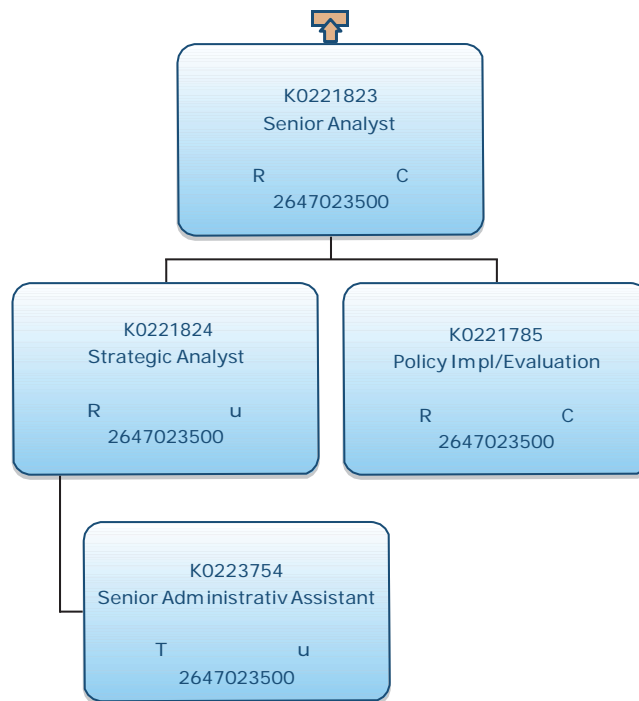 K0221823
Senior Analyst
R C
2647023500
K0221824
Strategic Analyst
R u
2647023500
K0221785
Policy Impl/Evaluation
R C
2647023500
K0223754
Senior Administrativ Assistant
T u
2647023500